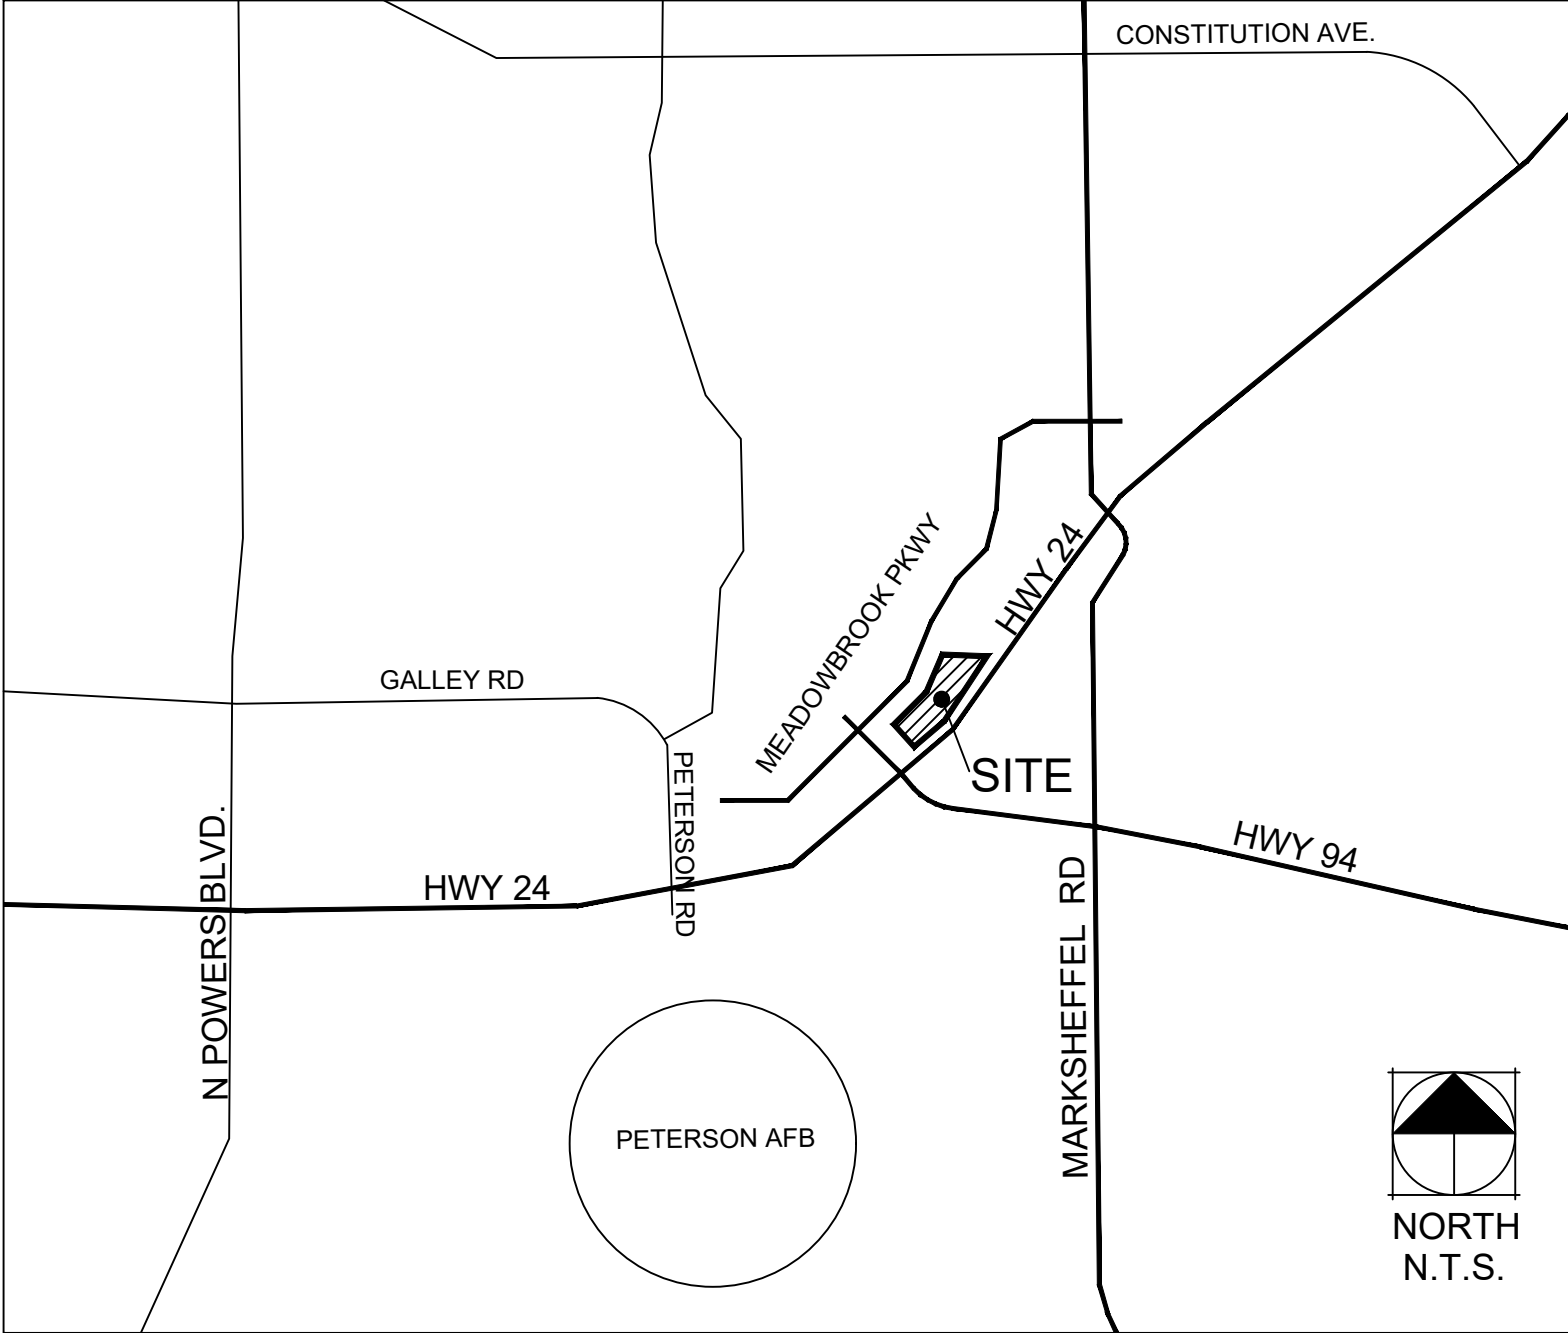 CONSTITUTION AVE.
MEADOWBROOK PKWY
HWY 24
GALLEY RD
PETERSON RD
SITE
N POWERS BLVD.
HWY 24
HWY 94
MARKSHEFFEL RD
PETERSON AFB
NORTH
N.T.S.